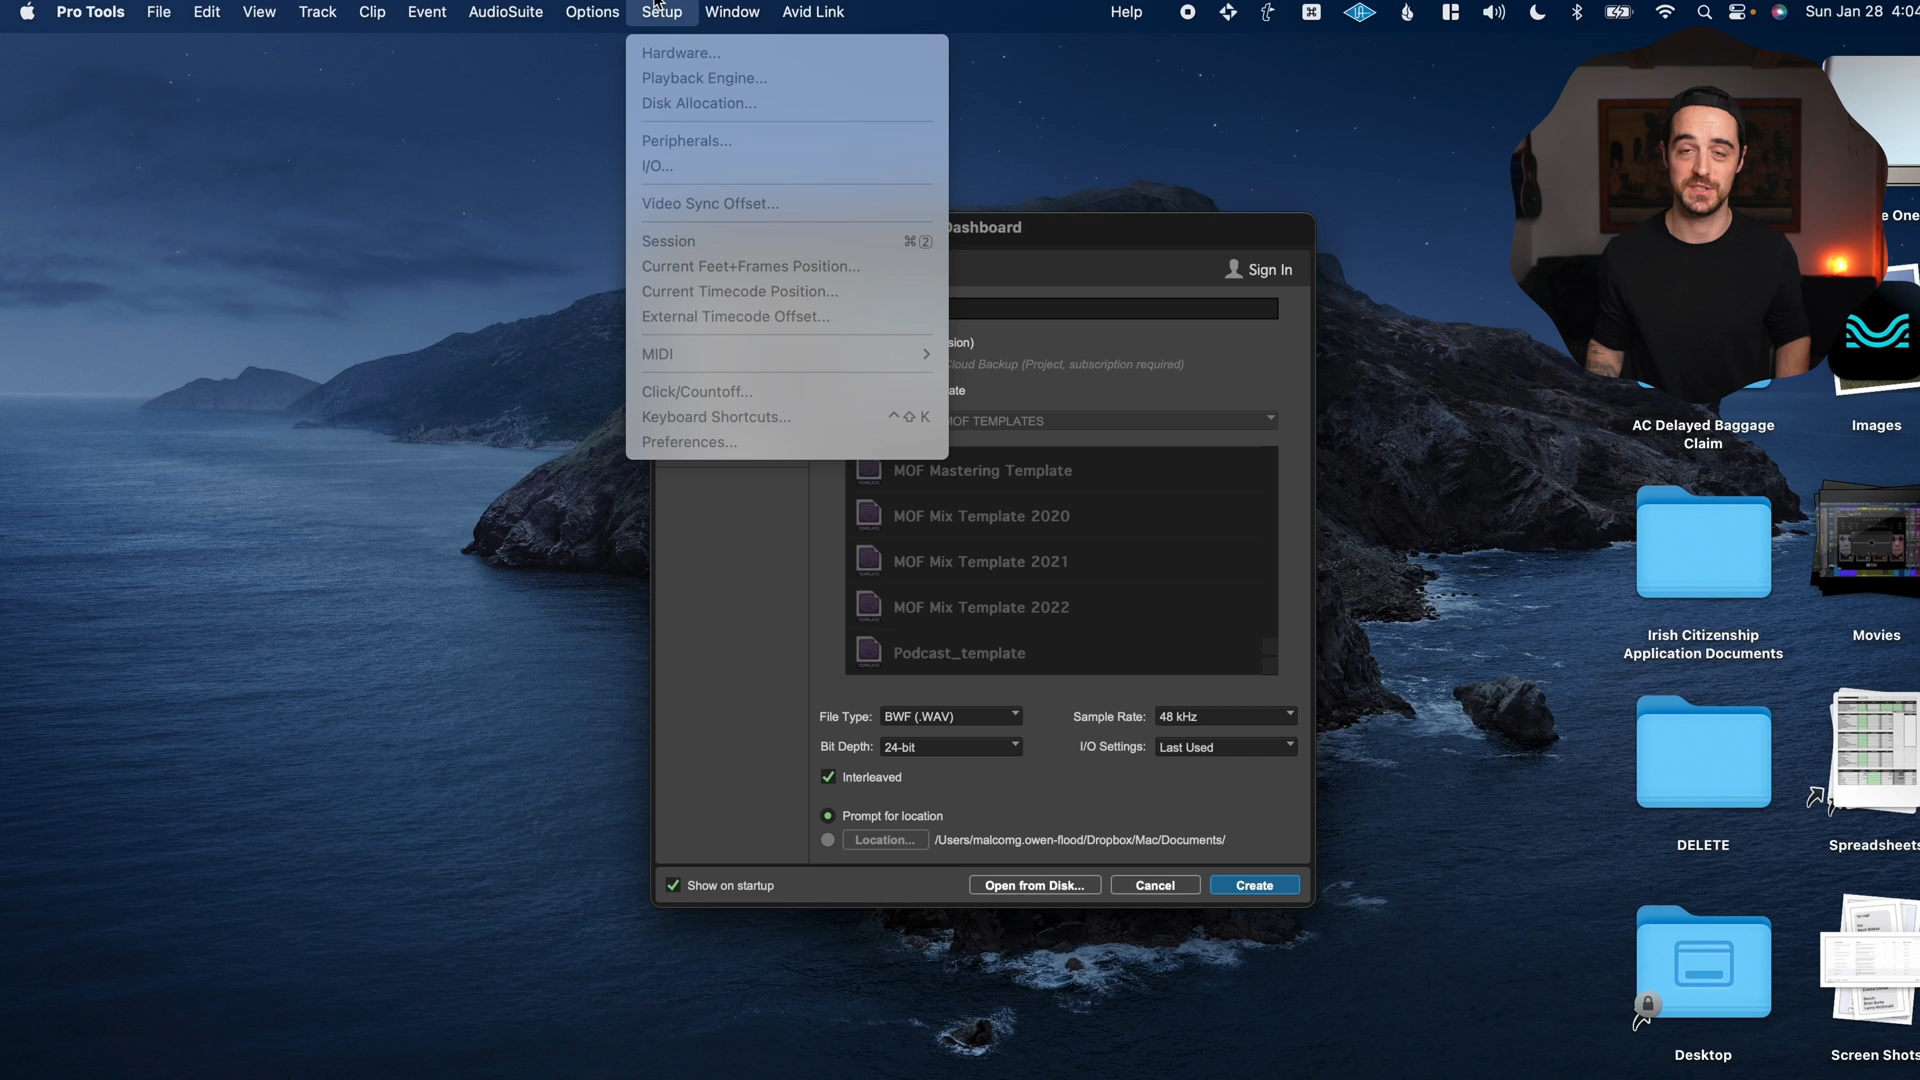 Pro Tools File Edit View Track Clip Event AudioSuite Options Setup Window Avid Link Help Sun Jan 28 4:04
Hardware...
Playback Engine...
Disk Allocation...
Peripherals...
I/O...
Video Sync Offset...
Session ⌘2
Current Feet+Frames Position...
Current Timecode Position...
External Timecode Offset...
MIDI
Click/Countoff...
Keyboard Shortcuts... ^⇧K
Preferences...
Dashboard
Sign In
sion)
Cloud Backup (Project, subscription required)
ate
MOF TEMPLATES
MOF Mastering Template
MOF Mix Template 2020
MOF Mix Template 2021
MOF Mix Template 2022
Podcast_template
File Type: BWF (.WAV) Sample Rate: 48 kHz
Bit Depth: 24-bit I/O Settings: Last Used
Interleaved
Prompt for location
Location... /Users/malcomg.owen-flood/Dropbox/Mac/Documents/
Show on startup Open from Disk... Cancel Create
e One
AC Delayed Baggage
Claim
Images
Irish Citizenship
Application Documents
Movies
DELETE
Spreadsheets
Desktop
Screen Shots